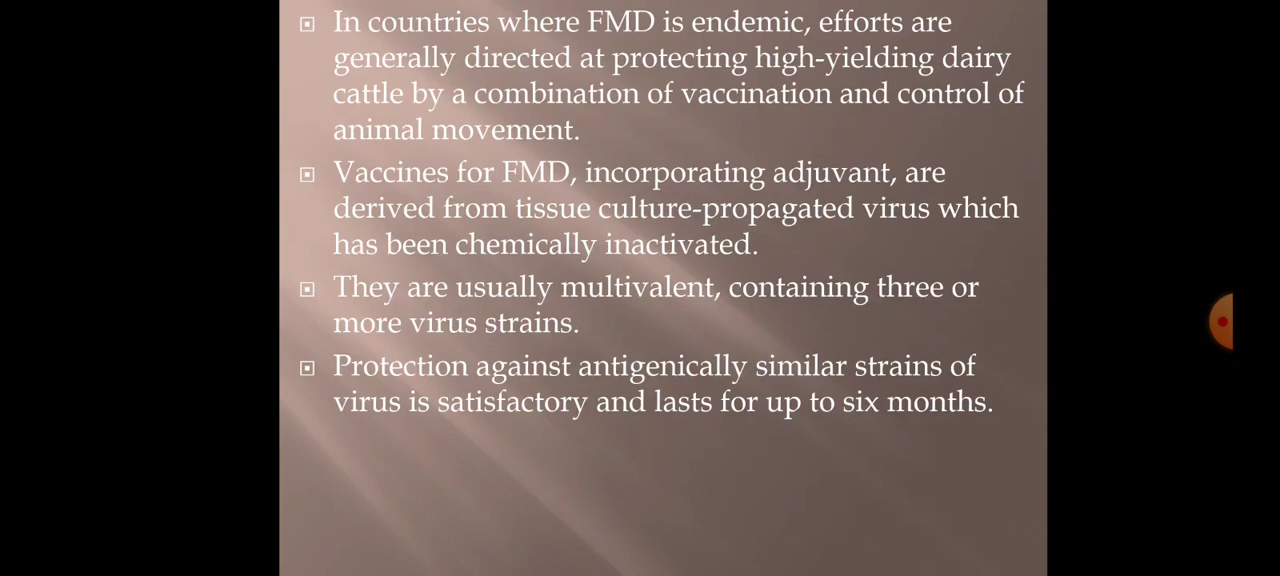 In countries where FMD is endemic, efforts are
generally directed at protecting high-yielding dairy
cattle by a combination of vaccination and control of
animal movement.
Vaccines for FMD, incorporating adjuvant, are
derived from tissue culture-propagated virus which
has been chemically inactivated.
They are usually multivalent, containing three or
more virus strains.
Protection against antigenically similar strains of
virus is satisfactory and lasts for up to six months.